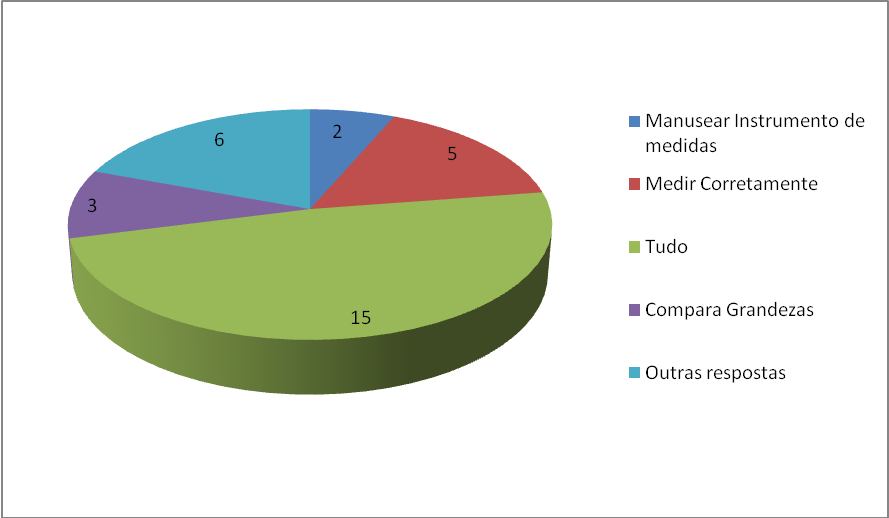 2
5
6
3
15
Manusear Instrumento de
medidas
Medir Corretamente
Tudo
Compara Grandezas
Outras respostas